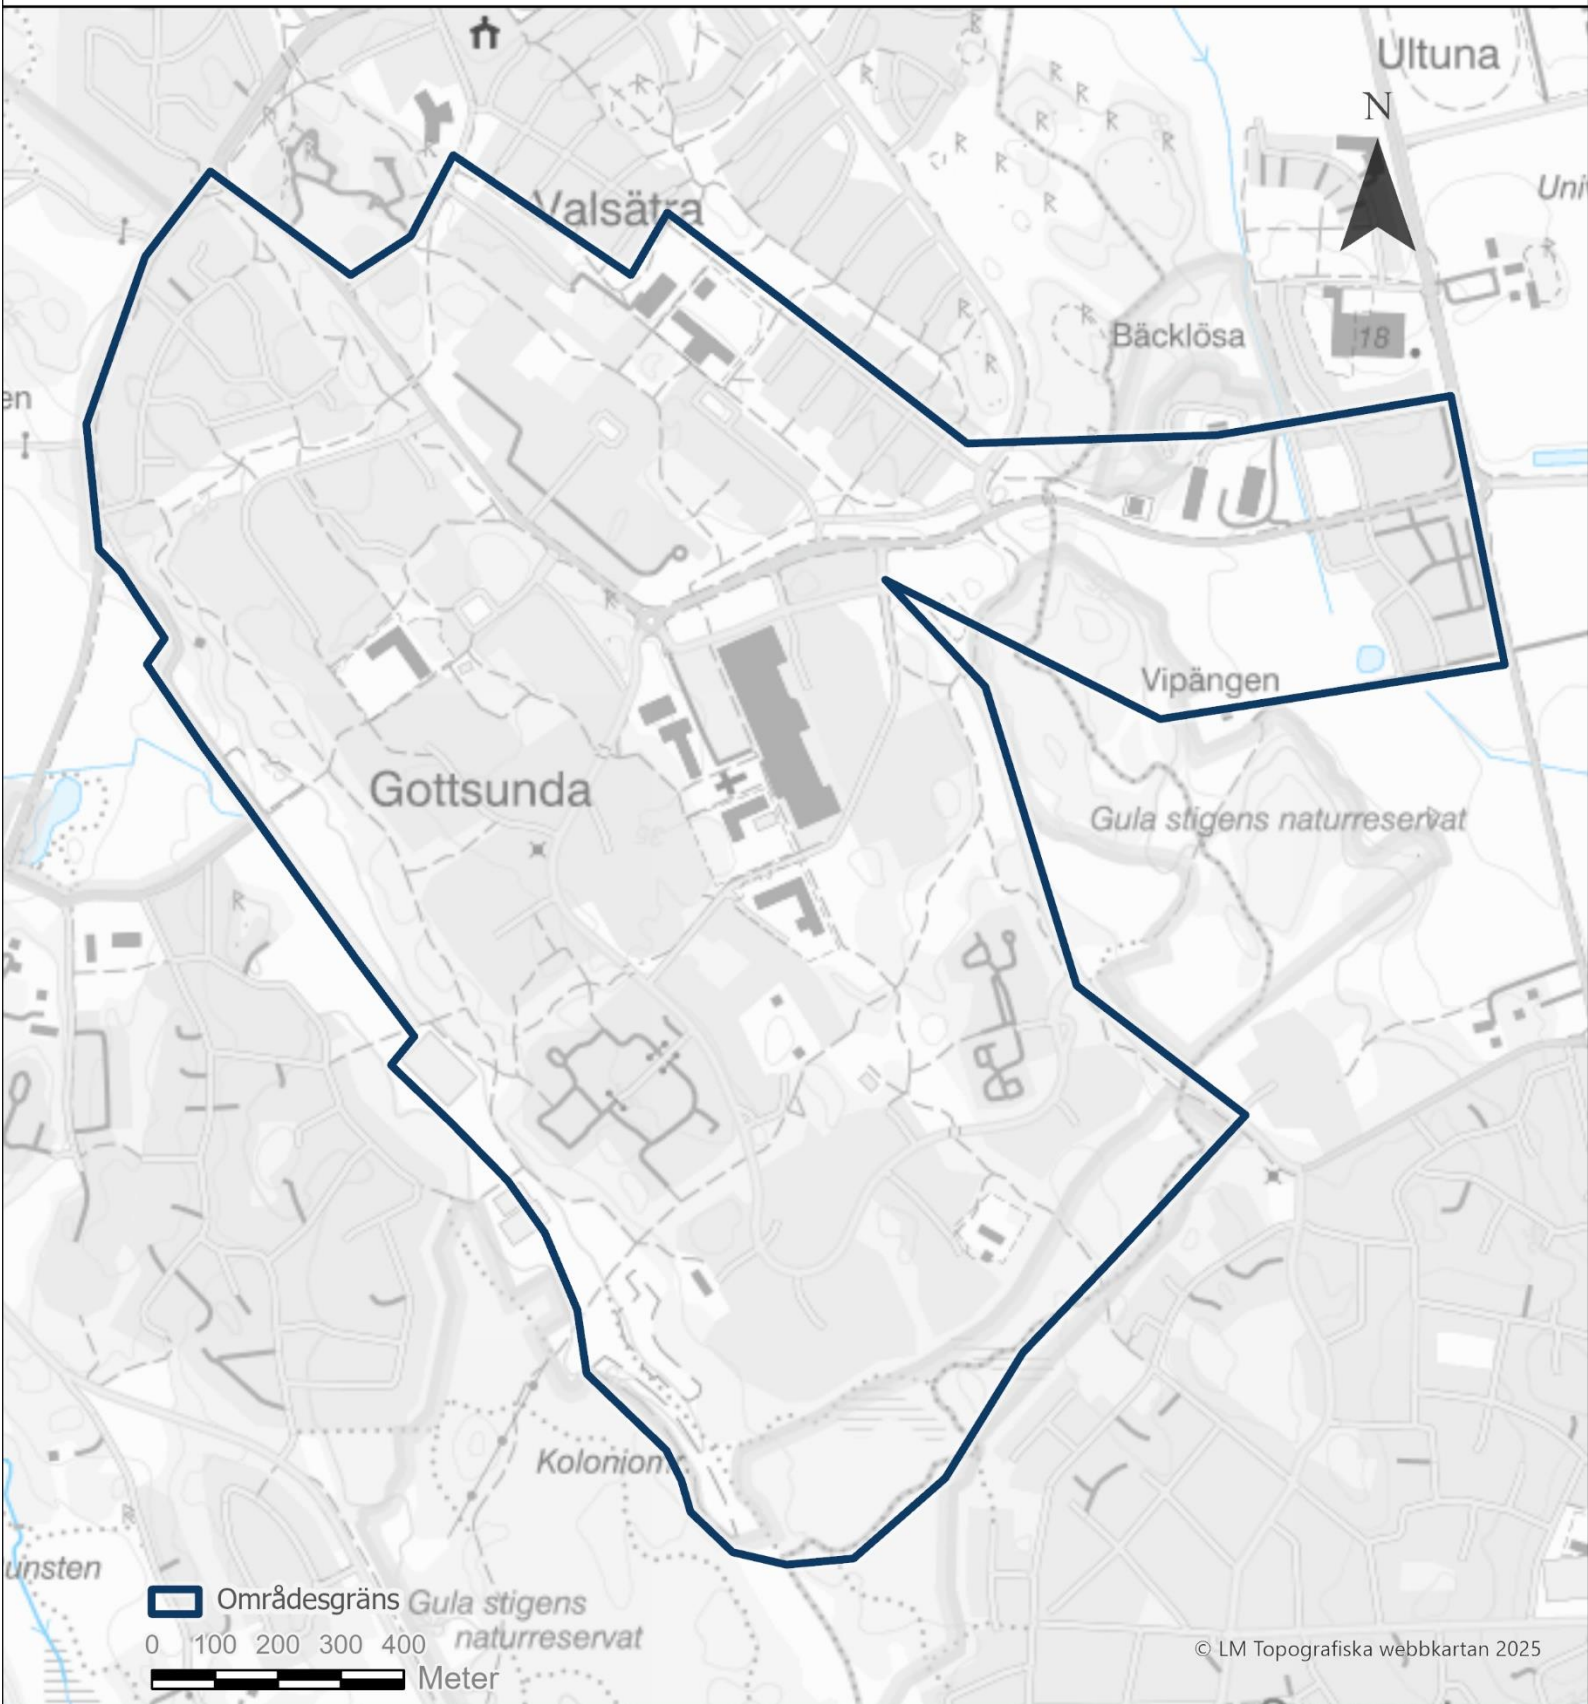 Ultuna
N
Valsätra
Uni
Bäcklösa
18
en
Vipängen
Gottsunda
Gula stigens naturreservat
Kolonion
unsten
Områdesgräns
Gula stigens
naturreservat
0 100 200 300 400
Meter
© LM Topografiska webbkartan 2025